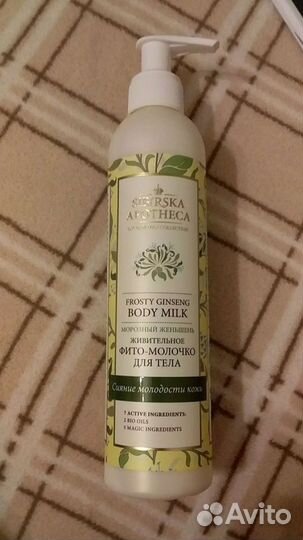 SIBIRSKA
APOTHECA
FROSTY GINSENG
BODY MILK
МОРОЗНЫЙ ЖЕНЬШЕНЬ
ЖИВИТЕЛЬНОЕ
ФИТО-МОЛОЧКО
ДЛЯ ТЕЛА
Сияние молодости кожи
7 ACTIVE INGREDIENTS:
2 BIO OILS
5 MAGIC INGREDIENTS
Avito